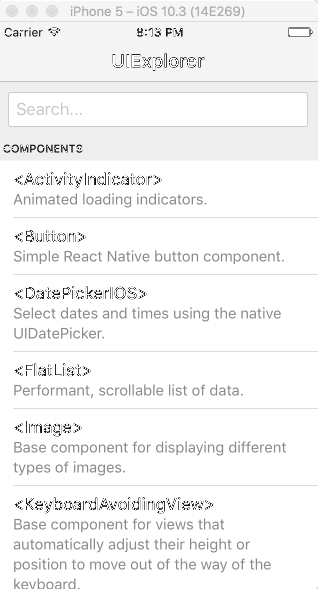 iPhone 5 – iOS 10.3 (14E269)
Carrier 8:13 PM
UIExplorer
Search...
COMPONENTS
<ActivityIndicator>
Animated loading indicators.
<Button>
Simple React Native button component.
<DatePickerIOS>
Select dates and times using the native
UIDatePicker.
<FlatList>
Performant, scrollable list of data.
<Image>
Base component for displaying different
types of images.
<KeyboardAvoidingView>
Base component for views that
automatically adjust their height or
position to move out of the way of the
keyboard.